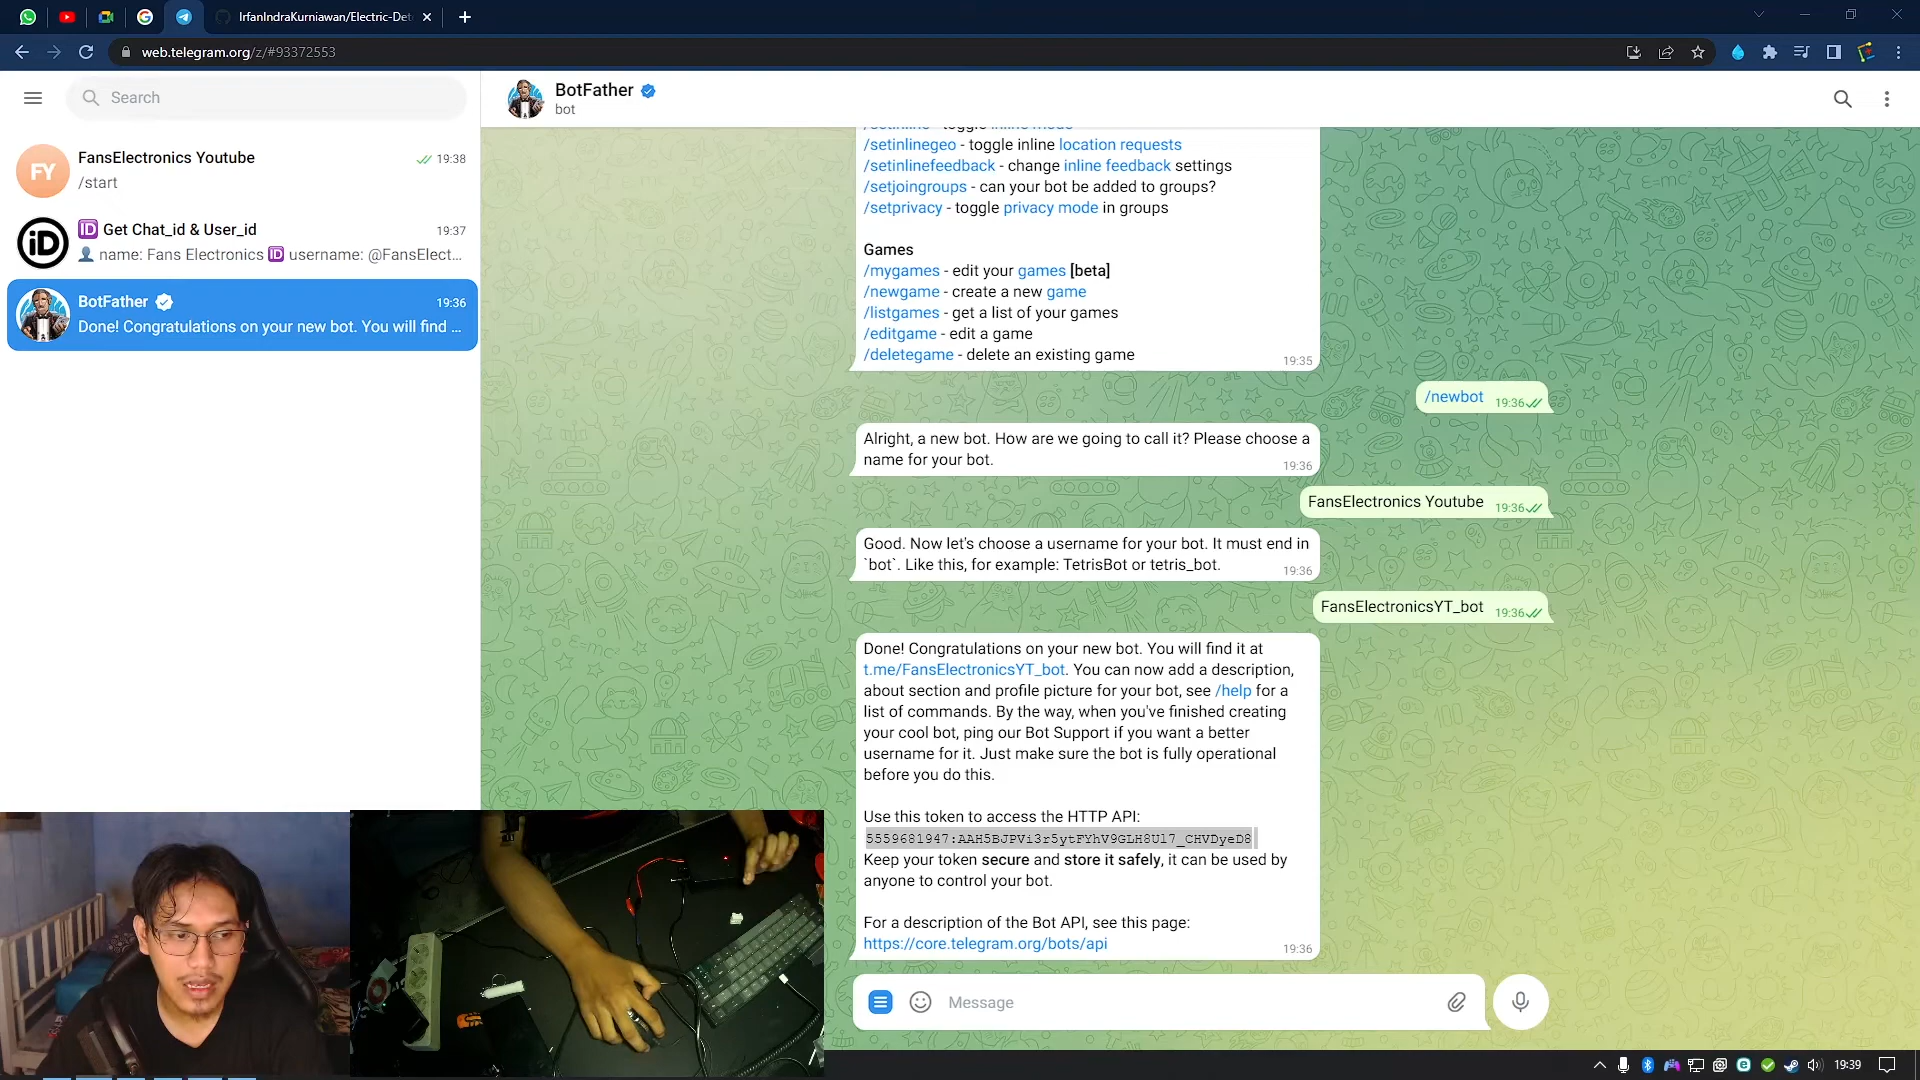 IrfanIndraKurniawan/Electric-Det
web.telegram.org/z/#93372553
Search
FY
FansElectronics Youtube
19:38
/start
iD
ID Get Chat_id & User_id
19:37
name: Fans Electronics ID username: @FansElect...
BotFather
19:36
Done! Congratulations on your new bot. You will find ...
BotFather
bot
/setinline - toggle inline mode
/setinlinegeo - toggle inline location requests
/setinlinefeedback - change inline feedback settings
/setjoingroups - can your bot be added to groups?
/setprivacy - toggle privacy mode in groups
Games
/mygames - edit your games [beta]
/newgame - create a new game
/listgames - get a list of your games
/editgame - edit a game
/deletegame - delete an existing game
19:35
/newbot
19:36
Alright, a new bot. How are we going to call it? Please choose a
name for your bot.
19:36
FansElectronics Youtube
19:36
Good. Now let's choose a username for your bot. It must end in
`bot`. Like this, for example: TetrisBot or tetris_bot.
19:36
FansElectronicsYT_bot
19:36
Done! Congratulations on your new bot. You will find it at
t.me/FansElectronicsYT_bot. You can now add a description,
about section and profile picture for your bot, see /help for a
list of commands. By the way, when you've finished creating
your cool bot, ping our Bot Support if you want a better
username for it. Just make sure the bot is fully operational
before you do this.
Use this token to access the HTTP API:
5559681947:AAH5BJPVi3r5ytFYhV9GLH8Ul7_CHVDyeD8
Keep your token secure and store it safely, it can be used by
anyone to control your bot.
For a description of the Bot API, see this page:
https://core.telegram.org/bots/api
19:36
Message
19:39